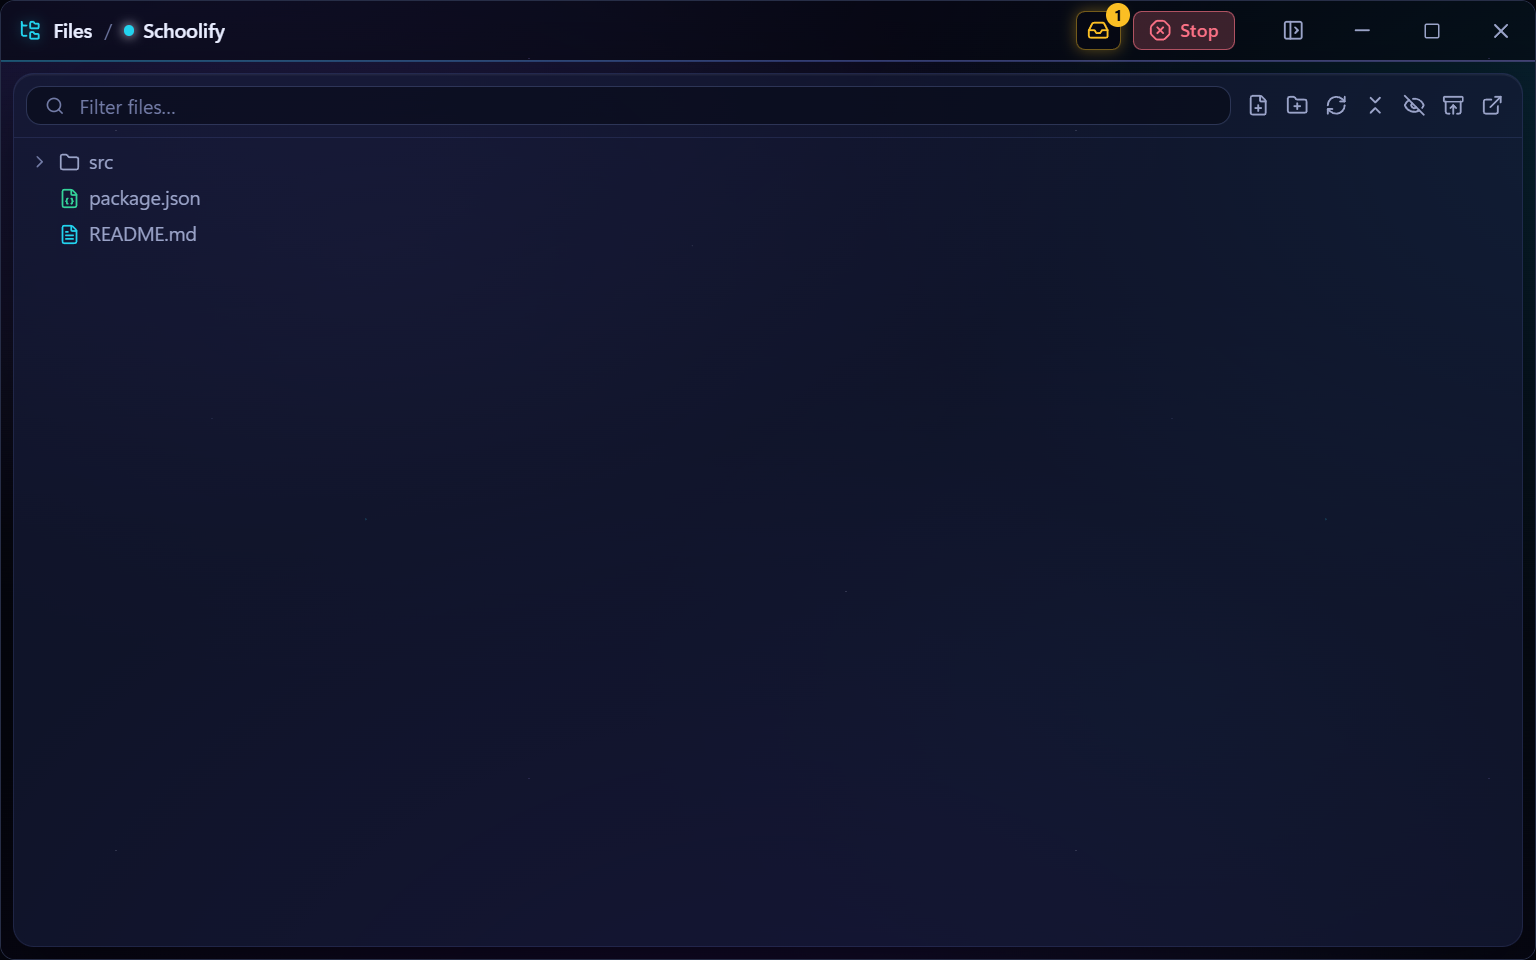 Files / Schoolify
1
Stop
Filter files...
src
package.json
README.md